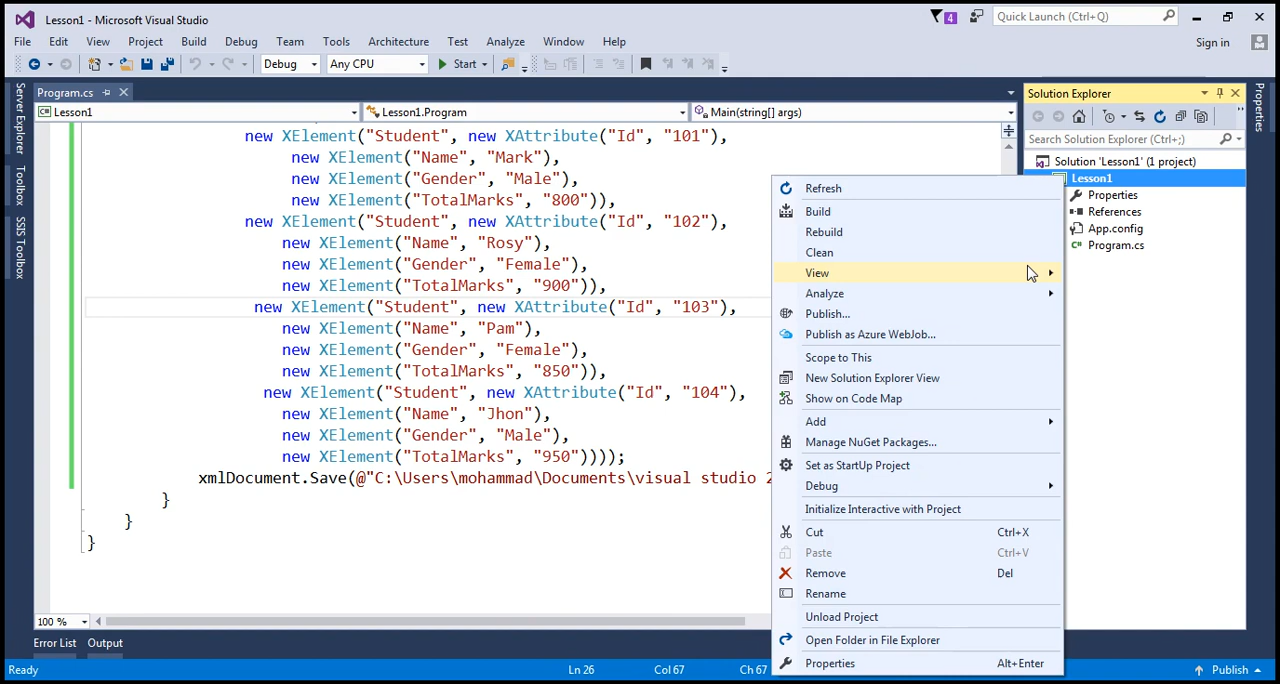 Lesson1 - Microsoft Visual Studio
4
Quick Launch (Ctrl+Q)
File Edit View Project Build Debug Team Tools Architecture Test Analyze Window Help
Sign in
Debug Any CPU Start
Server Explorer
Toolbox
SSIS Toolbox
Program.cs
Lesson1 Lesson1.Program Main(string[] args)
new XElement("Student", new XAttribute("Id", "101"),
new XElement("Name", "Mark"),
new XElement("Gender", "Male"),
new XElement("TotalMarks", "800")),
new XElement("Student", new XAttribute("Id", "102"),
new XElement("Name", "Rosy"),
new XElement("Gender", "Female"),
new XElement("TotalMarks", "900")),
new XElement("Student", new XAttribute("Id", "103"),
new XElement("Name", "Pam"),
new XElement("Gender", "Female"),
new XElement("TotalMarks", "850")),
new XElement("Student", new XAttribute("Id", "104"),
new XElement("Name", "Jhon"),
new XElement("Gender", "Male"),
new XElement("TotalMarks", "950"))));
xmlDocument.Save(@"C:\Users\mohammad\Documents\visual studio 2
}
}
}
Refresh
Build
Rebuild
Clean
View
Analyze
Publish...
Publish as Azure WebJob...
Scope to This
New Solution Explorer View
Show on Code Map
Add
Manage NuGet Packages...
Set as StartUp Project
Debug
Initialize Interactive with Project
Cut Ctrl+X
Paste Ctrl+V
Remove Del
Rename
Unload Project
Open Folder in File Explorer
Properties Alt+Enter
Solution Explorer
Search Solution Explorer (Ctrl+;)
Solution 'Lesson1' (1 project)
Lesson1
Properties
References
App.config
Program.cs
Properties
100 %
Error List Output
Ready Ln 26 Col 67 Ch 67 Publish